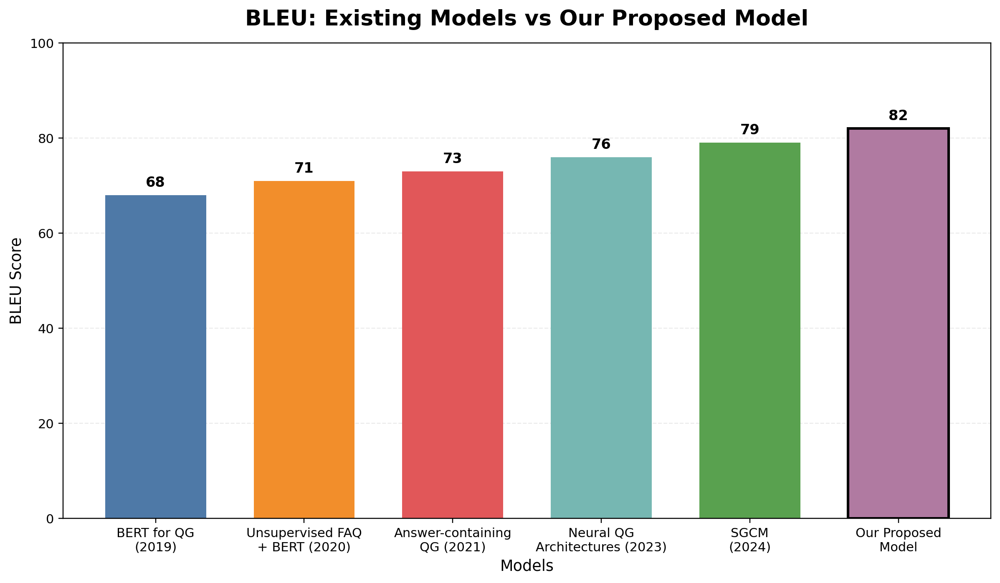 BLEU: Existing Models vs Our Proposed Model
100
80
60
40
20
0
BLEU Score
68
71
73
76
79
82
BERT for QG
(2019)
Unsupervised FAQ
+ BERT (2020)
Answer-containing
QG (2021)
Neural QG
Architectures (2023)
SGCM
(2024)
Our Proposed
Model
Models